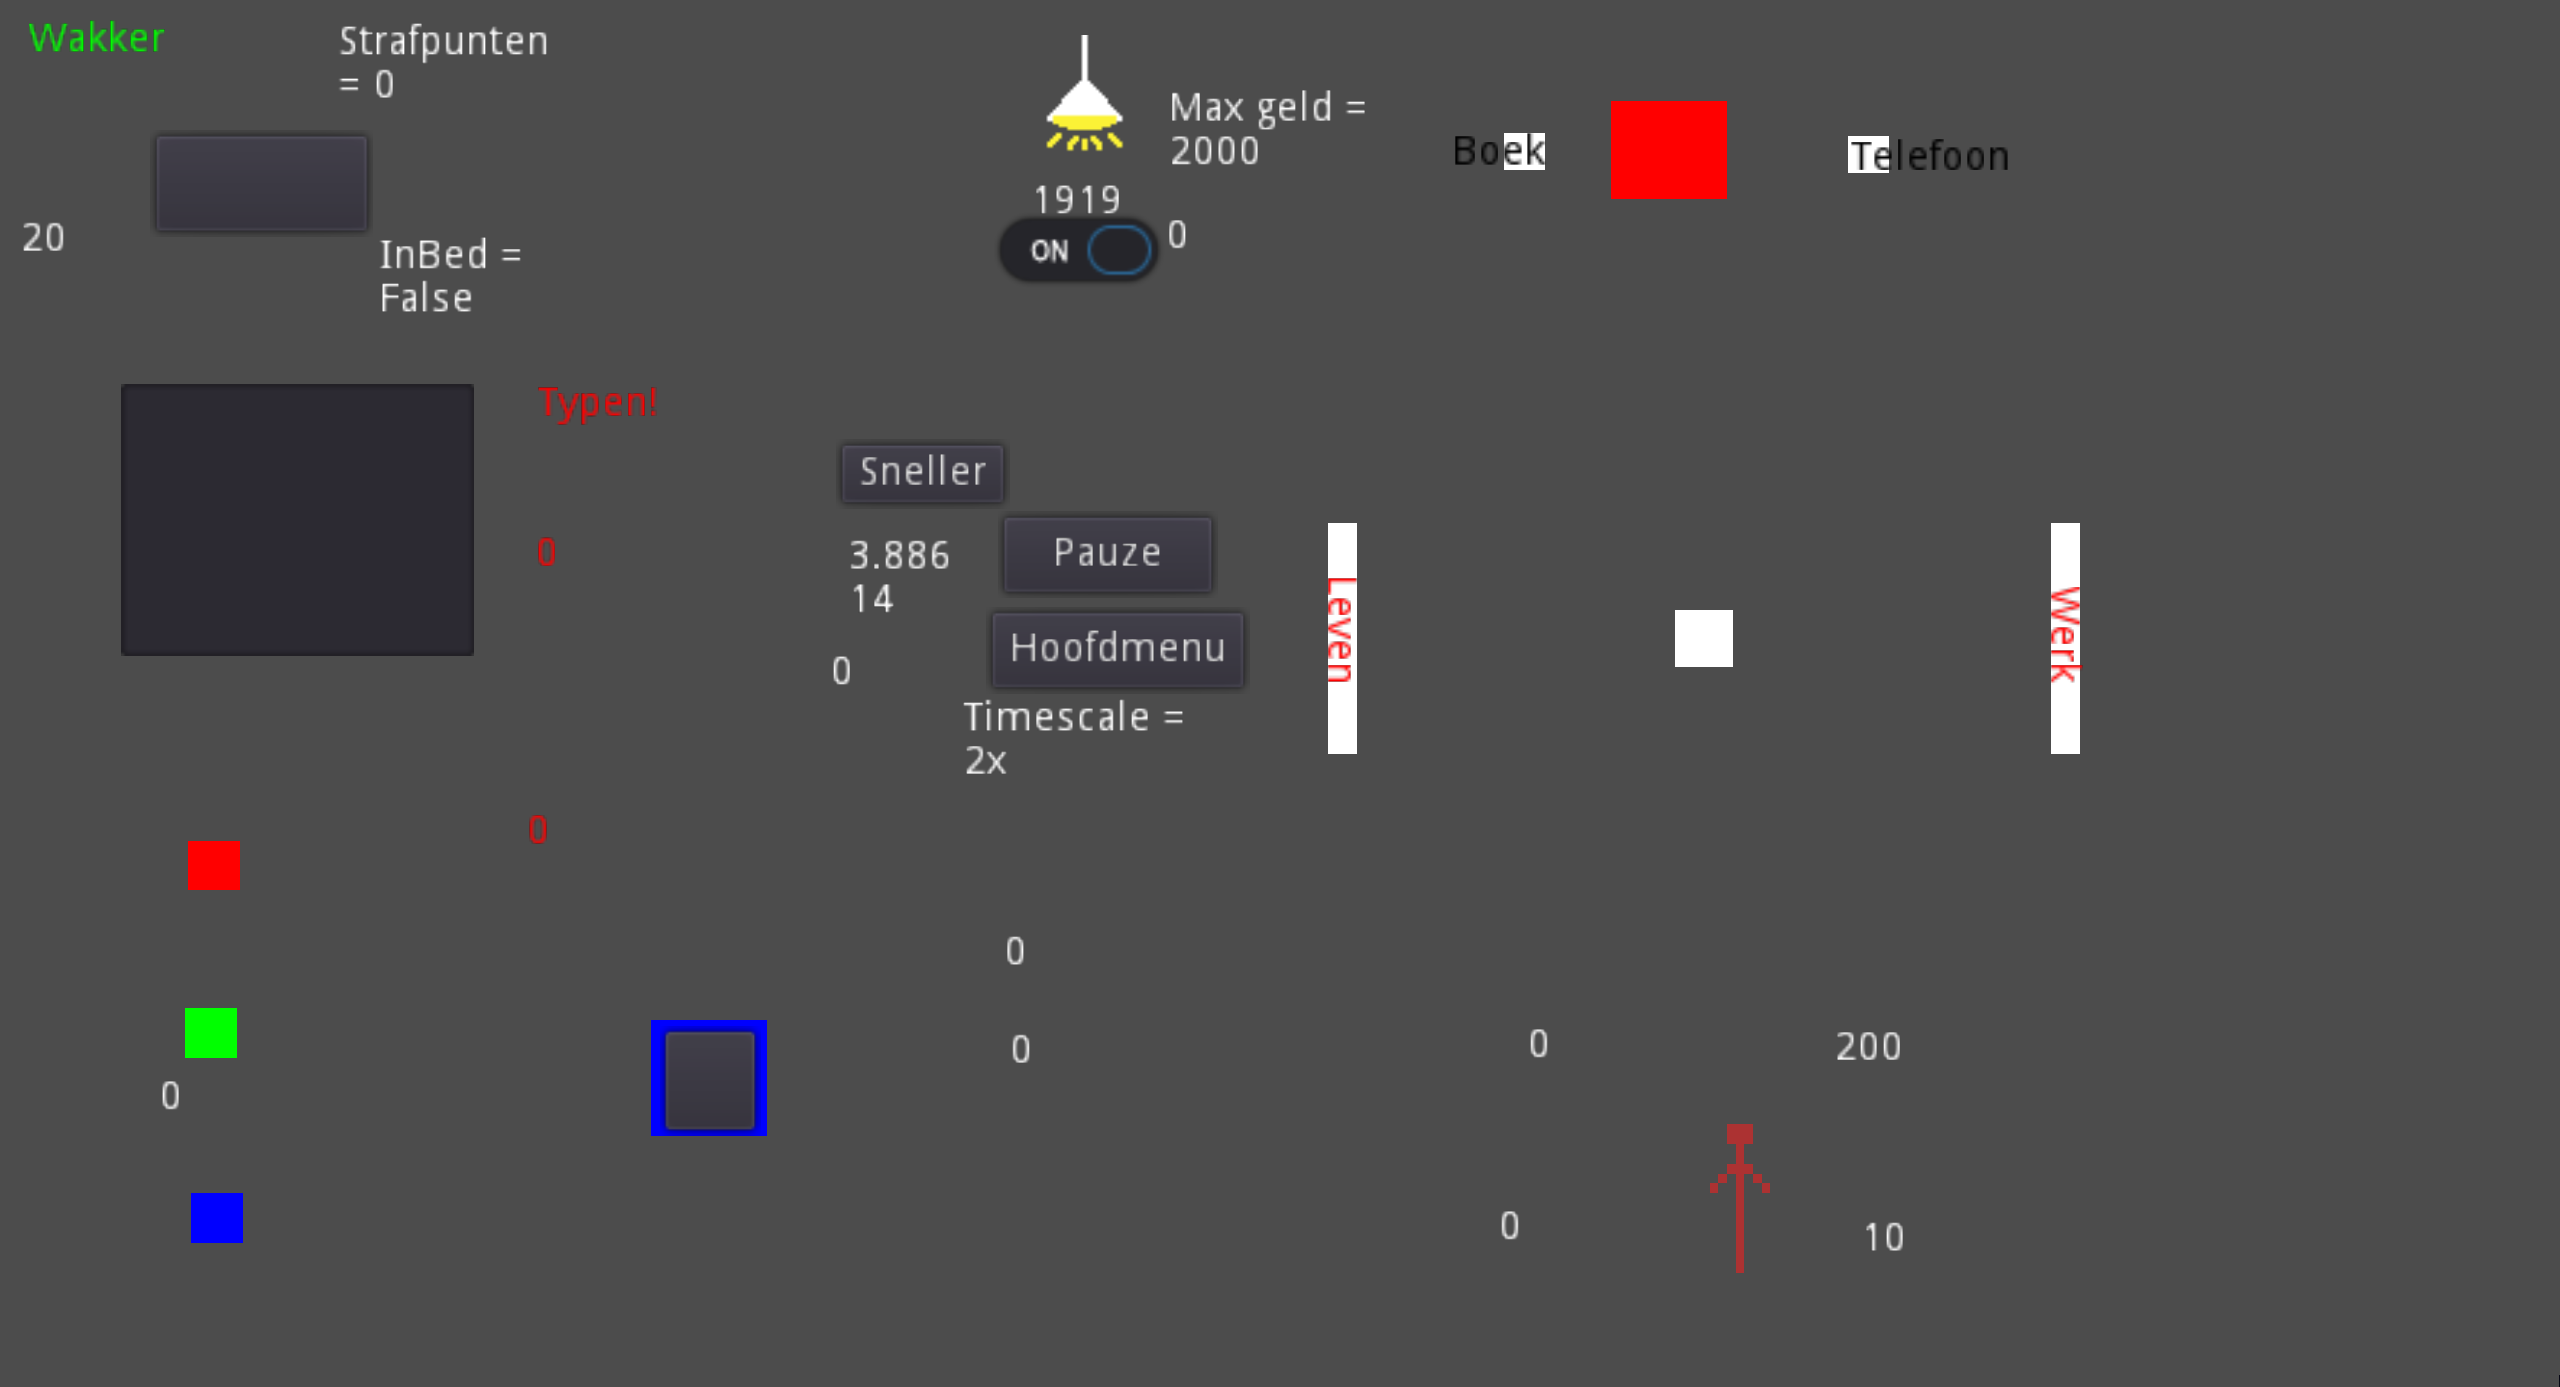 Wakker
Strafpunten
= 0
20
InBed =
False
Max geld =
2000
1919
ON
0
Boek
Telefoon
Typen!
0
Sneller
3.886
14
Pauze
Hoofdmenu
0
Timescale =
2x
Leven
Werk
0
0
0
0
0
200
0
10